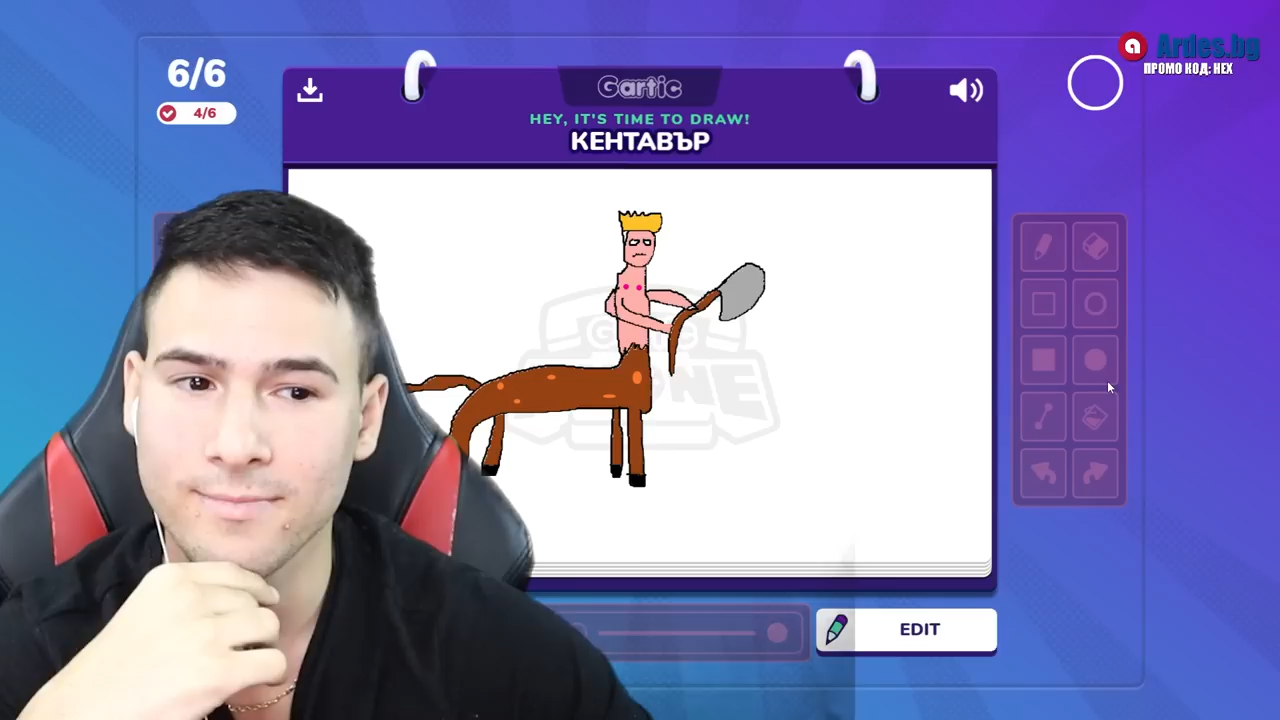 6/6
4/6
Gartic
HEY, IT'S TIME TO DRAW!
КЕНТАВЪР
a Ardes.bg
ПРОМО КОД: HEX
EDIT